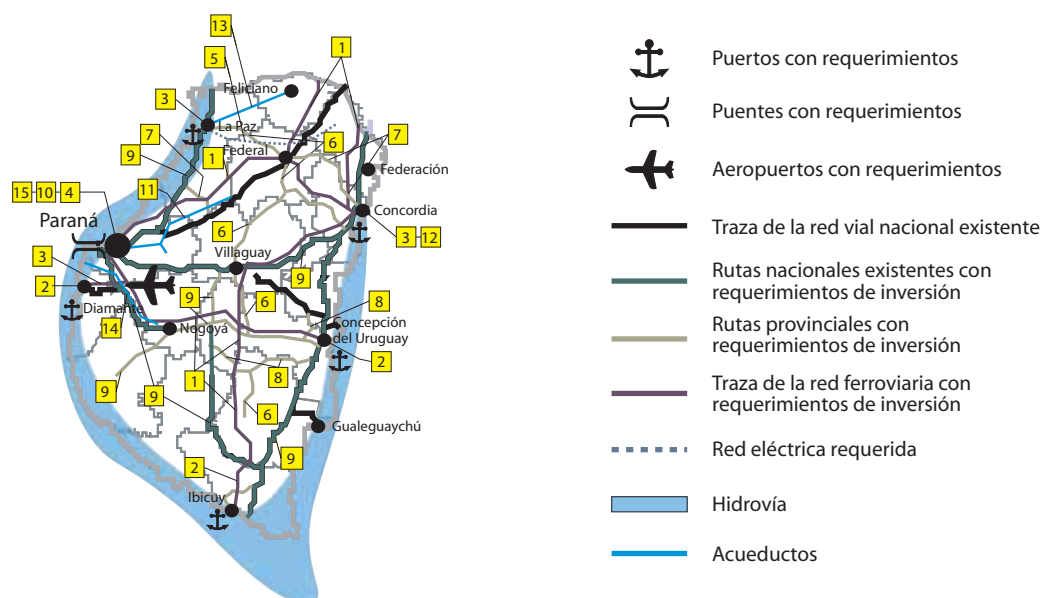 13
5
1
Feliciano
3
La Paz
7
9
1
Federal
6
7
Federación
15
10
4
11
Paraná
6
Concordia
3
12
Villaguay
3
2
9
9
6
8
Diamante
14
Nogoyá
Concepción
del Uruguay
2
9
9
1
8
6
Gualeguaychú
9
2
Ibicuy
Puertos con requerimientos
Puentes con requerimientos
Aeropuertos con requerimientos
Traza de la red vial nacional existente
Rutas nacionales existentes con
requerimientos de inversión
Rutas provinciales con
requerimientos de inversión
Traza de la red ferroviaria con
requerimientos de inversión
Red eléctrica requerida
Hidrovía
Acueductos